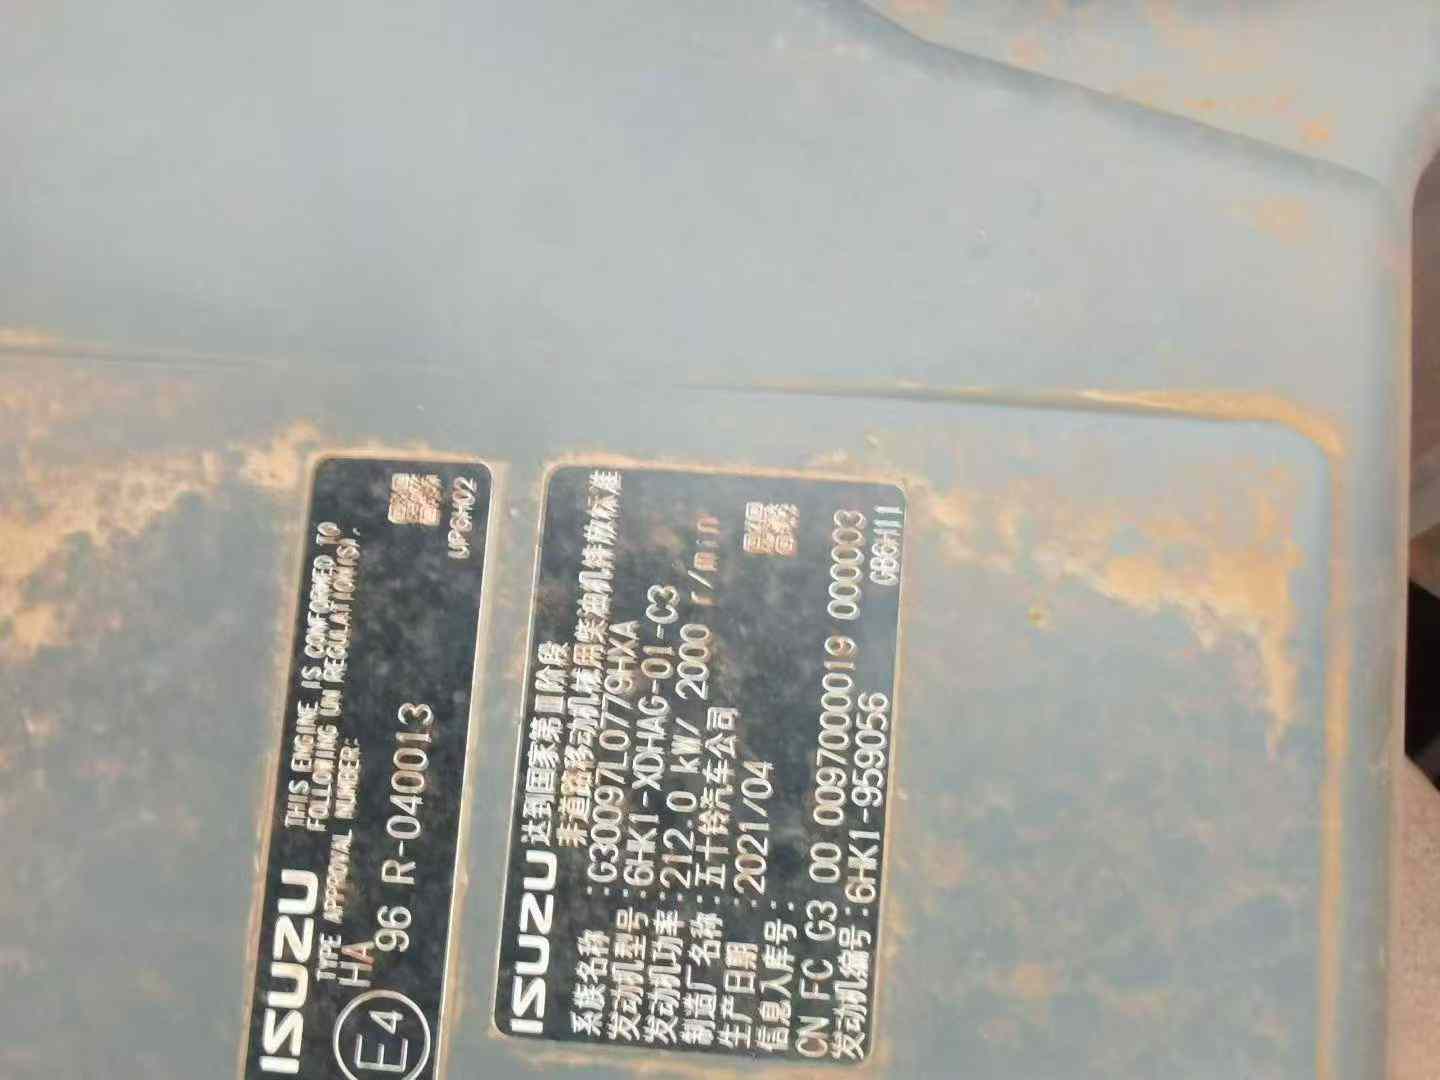 ISUZU
THIS ENGINE IS CONFORMED TO
FOLLOWING UN REGULATION(S).
TYPE APPROVAL NUMBER:
HA
E4
96 R-040013
UPGH02
ISUZU
达到国家第Ⅲ阶段
非道路移动机械用柴油机排放标准
系族名称 :G30097L07779HXA
发动机型号:6HK1-XDHAG-01-C3
发动机功率:212.0 kW/ 2000 r/min
制造厂名称:五十铃汽车公司
生产日期 :2021/04
信息入库号:
CN FC G3 00 0097000019 000003
发动机编号:6HK1-959056
CBGH11